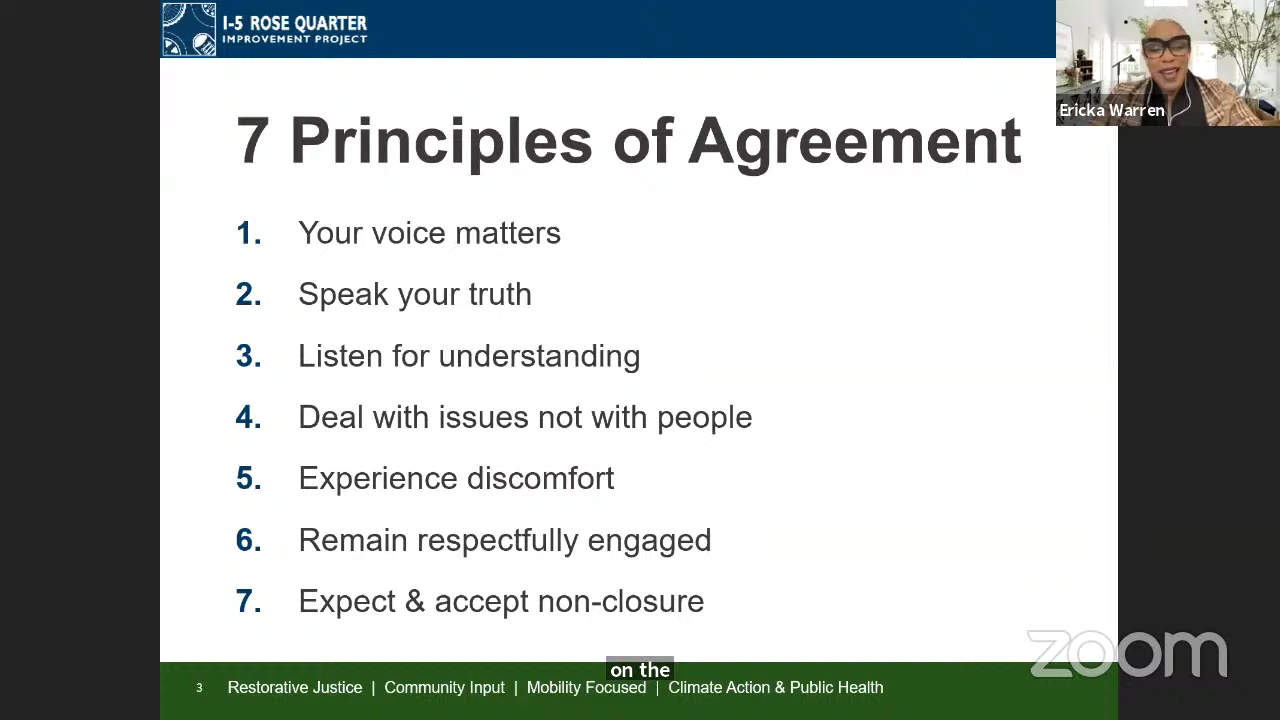 I-5 ROSE QUARTER
IMPROVEMENT PROJECT
Ericka Warren
7 Principles of Agreement
1. Your voice matters
2. Speak your truth
3. Listen for understanding
4. Deal with issues not with people
5. Experience discomfort
6. Remain respectfully engaged
7. Expect & accept non-closure
zoom
on the
3 Restorative Justice | Community Input | Mobility Focused | Climate Action & Public Health